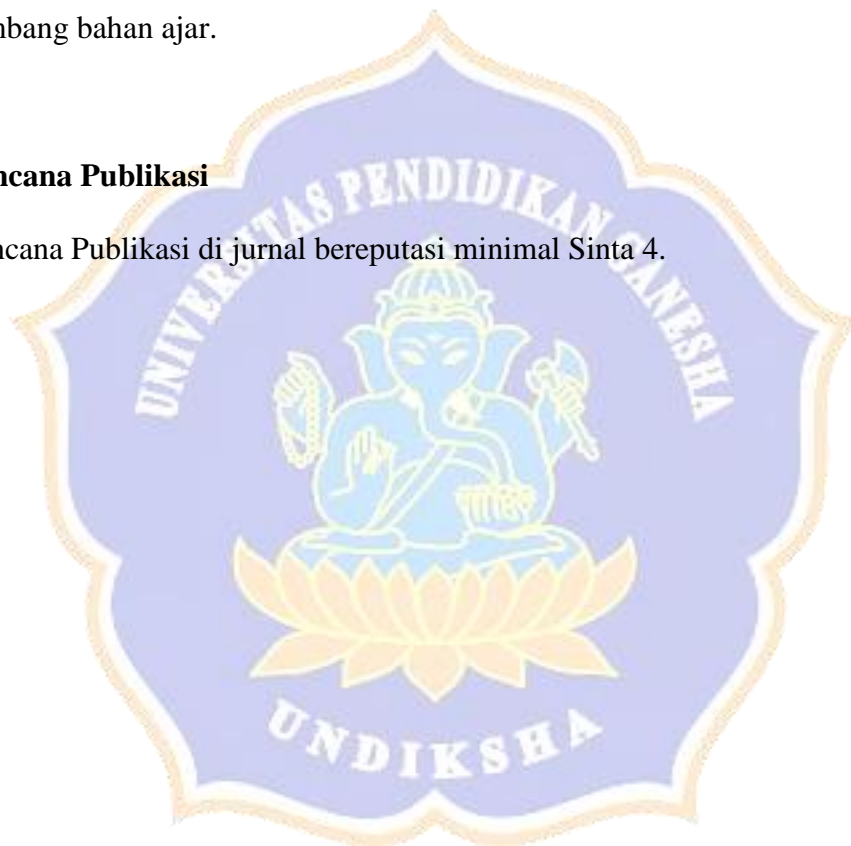 mbang bahan ajar.
ncana Publikasi
ncana Publikasi di jurnal bereputasi minimal Sinta 4.
UNIVERSITAS PENDIDIKAN GANESHA
UNDIKSHA